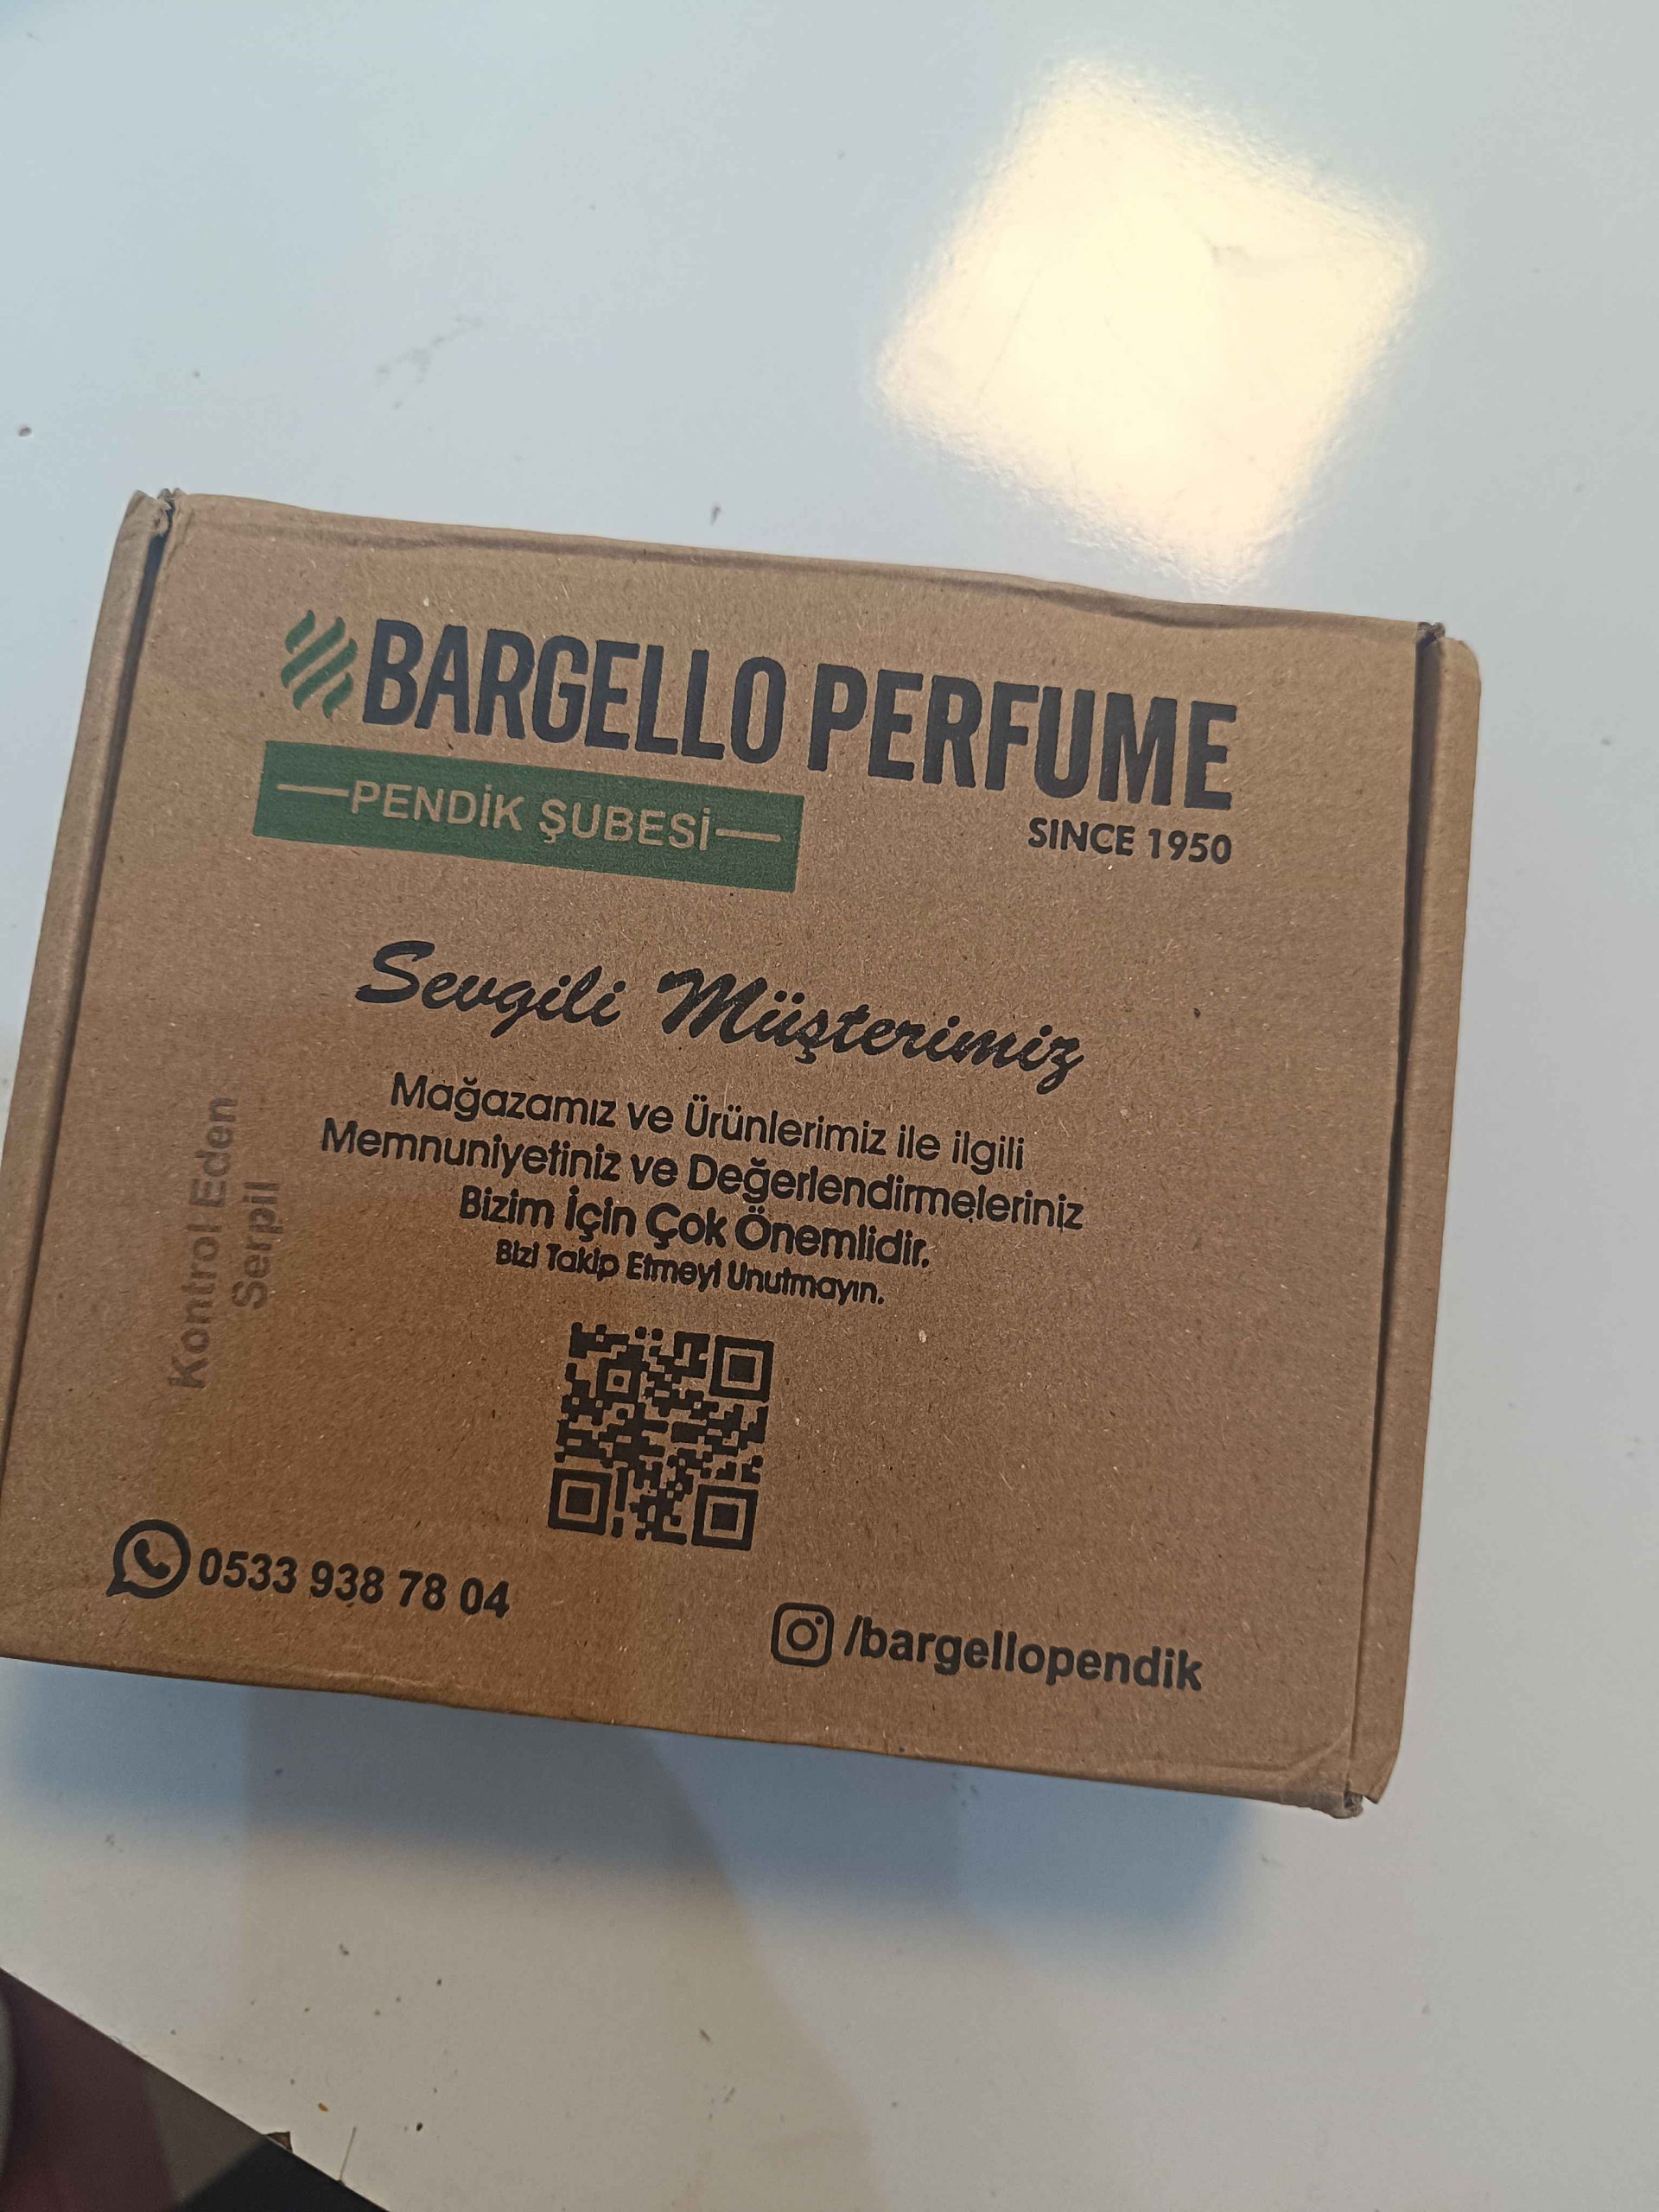 BARGELLO PERFUME
PENDİK ŞUBESİ
SINCE 1950
Sevgili Müşterimiz
Mağazamız ve Ürünlerimiz ile ilgili
Memnuniyetiniz ve Değerlendirmeleriniz
Bizim İçin Çok Önemlidir.
Bizi Takip Etmeyi Unutmayın.
Kontrol Eden
Serpil
0533 938 78 04
/bargellopendik